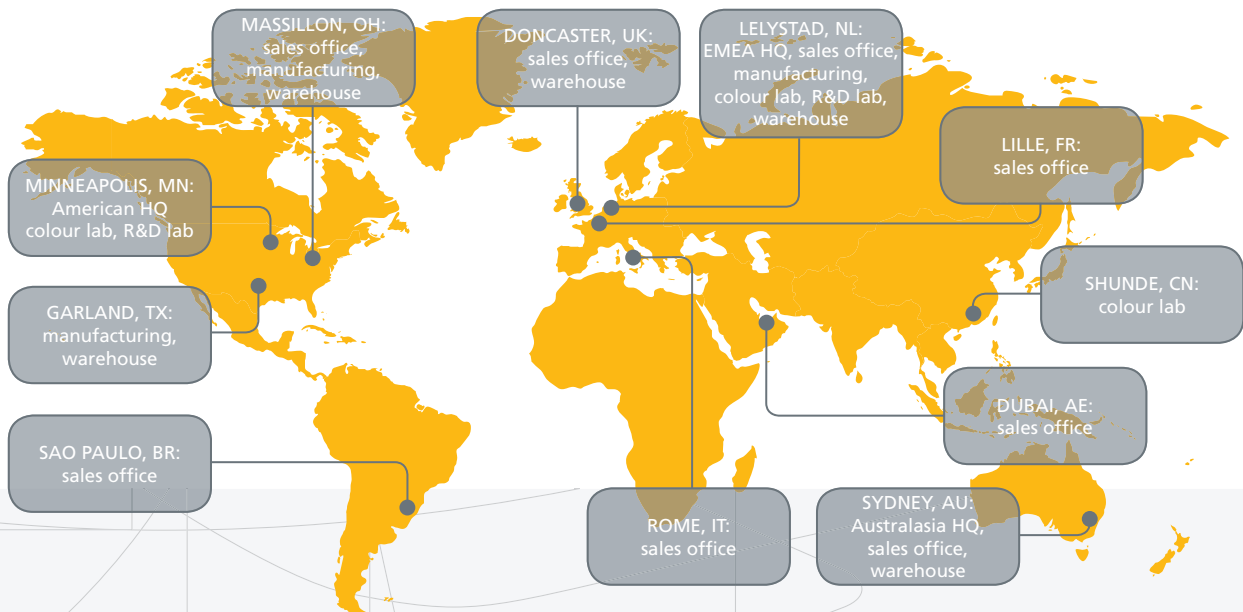 MASSILLON, OH:
sales office,
manufacturing,
warehouse
DONCASTER, UK:
sales office,
warehouse
LELYSTAD, NL:
EMEA HQ, sales office,
manufacturing,
colour lab, R&D lab,
warehouse
LILLE, FR:
sales office
MINNEAPOLIS, MN:
American HQ
colour lab, R&D lab
SHUNDE, CN:
colour lab
GARLAND, TX:
manufacturing,
warehouse
DUBAI, AE:
sales office
SAO PAULO, BR:
sales office
ROME, IT:
sales office
SYDNEY, AU:
Australasia HQ,
sales office,
warehouse